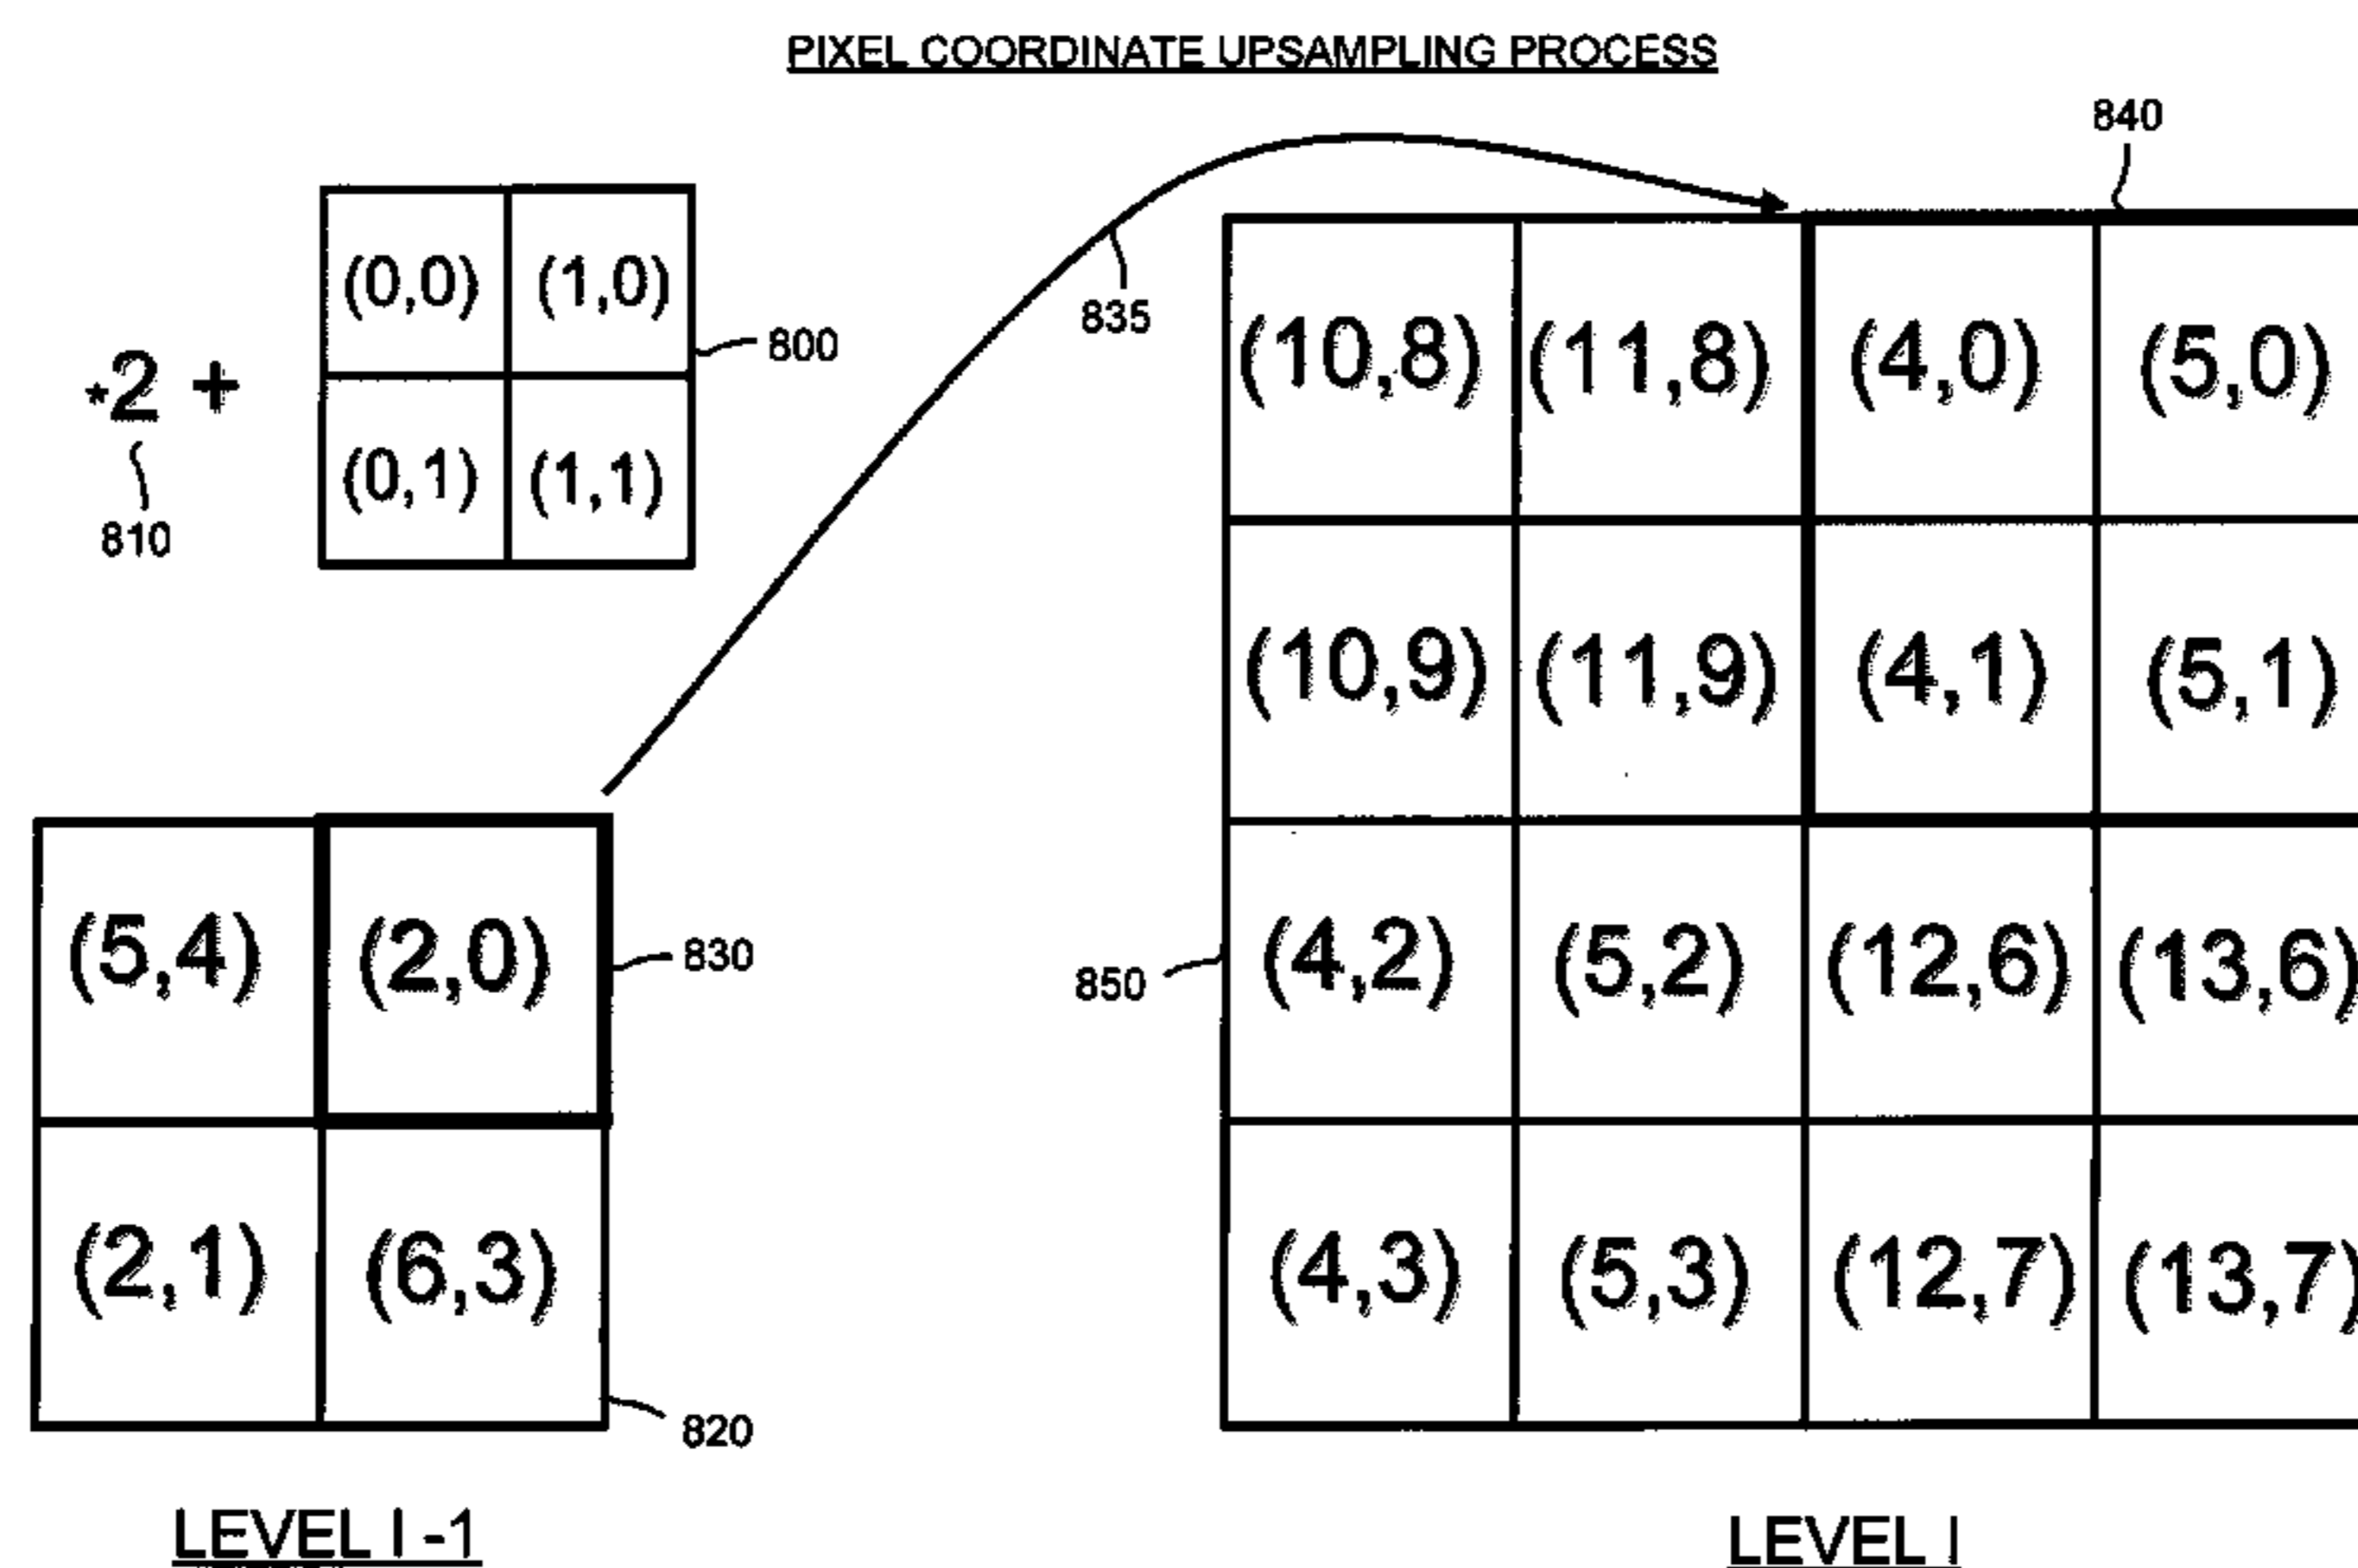 PIXEL COORDINATE UPSAMPLING PROCESS
840
(0,0) (1,0)
835
800
*2 +
(0,1) (1,1)
810
(10,8) (11,8) (4,0) (5,0)
(10,9) (11,9) (4,1) (5,1)
(5,4) (2,0)
830
850
(4,2) (5,2) (12,6) (13,6)
(2,1) (6,3)
820
(4,3) (5,3) (12,7) (13,7)
LEVEL l -1
LEVEL l